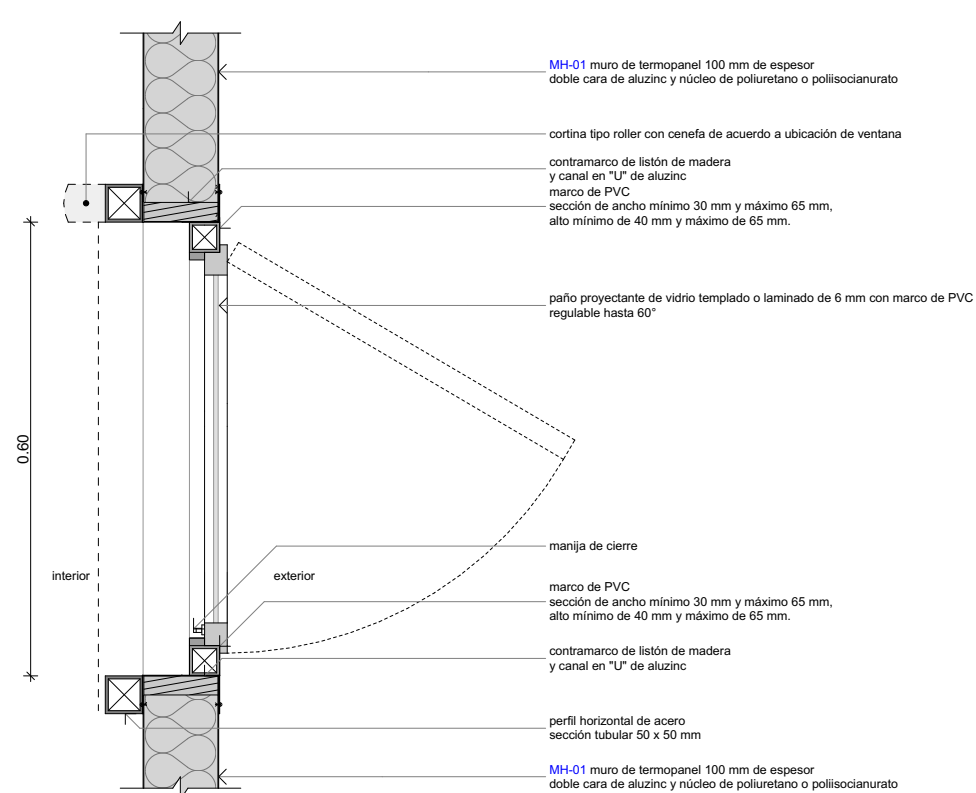 MH-01 muro de termopanel 100 mm de espesor
doble cara de aluzinc y núcleo de poliuretano o poliisocianurato
cortina tipo roller con cenefa de acuerdo a ubicación de ventana
contramarco de listón de madera
y canal en "U" de aluzinc
marco de PVC
sección de ancho mínimo 30 mm y máximo 65 mm,
alto mínimo de 40 mm y máximo de 65 mm.
paño proyectante de vidrio templado o laminado de 6 mm con marco de PVC
regulable hasta 60°
0.60
manija de cierre
interior
exterior
marco de PVC
sección de ancho mínimo 30 mm y máximo 65 mm,
alto mínimo de 40 mm y máximo de 65 mm.
contramarco de listón de madera
y canal en "U" de aluzinc
perfil horizontal de acero
sección tubular 50 x 50 mm
MH-01 muro de termopanel 100 mm de espesor
doble cara de aluzinc y núcleo de poliuretano o poliisocianurato